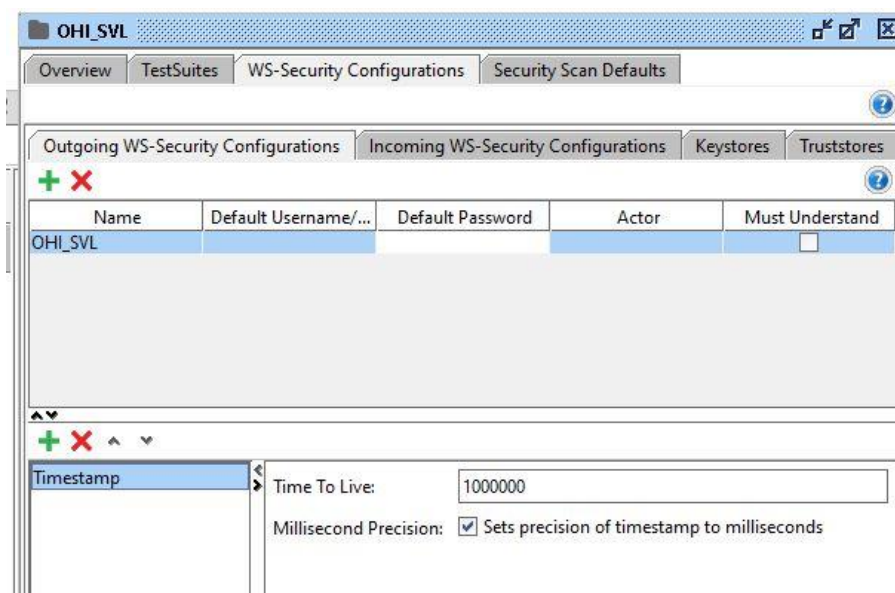 OHI_SVL
Overview TestSuites WS-Security Configurations Security Scan Defaults
Outgoing WS-Security Configurations Incoming WS-Security Configurations Keystores Truststores
Name Default Username/... Default Password Actor Must Understand
OHI_SVL
Timestamp
Time To Live: 1000000
Millisecond Precision: Sets precision of timestamp to milliseconds